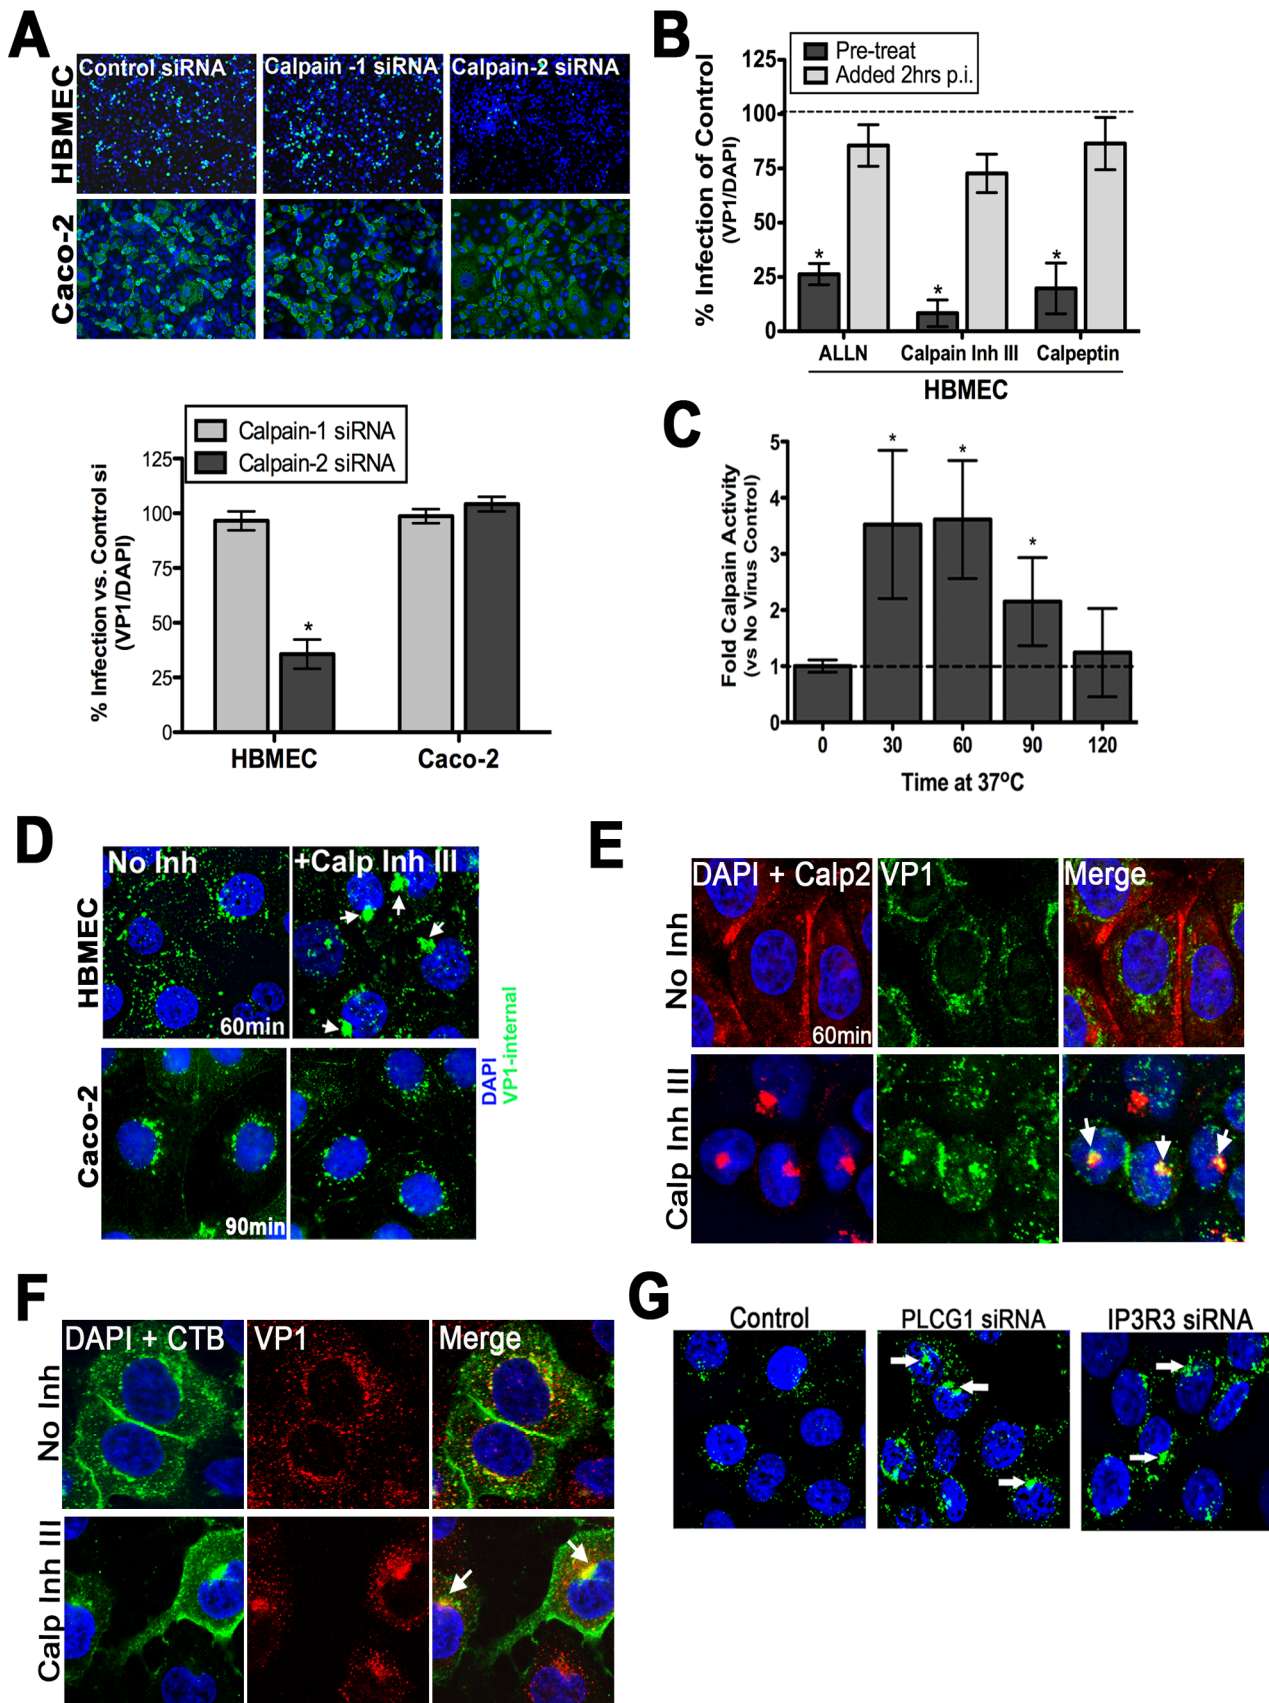 A
Control siRNA
Calpain -1 siRNA
Calpain-2 siRNA
HBMEC
Caco-2
Calpain-1 siRNA
Calpain-2 siRNA
% Infection vs. Control si
(VP1/DAPI)
125
100
75
50
25
0
*
HBMEC
Caco-2
B
Pre-treat
Added 2hrs p.i.
% Infection of Control
(VP1/DAPI)
125
100
75
50
25
0
*
*
*
ALLN
Calpain Inh III
Calpeptin
HBMEC
C
Fold Calpain Activity
(vs No Virus Control)
5
4
3
2
1
0
*
*
*
0
30
60
90
120
Time at 37ºC
D
No Inh
+Calp Inh III
HBMEC
60min
Caco-2
90min
DAPI
VP1-internal
E
DAPI + Calp2
VP1
Merge
No Inh
60min
Calp Inh III
F
DAPI + CTB
VP1
Merge
No Inh
Calp Inh III
G
Control
PLCG1 siRNA
IP3R3 siRNA